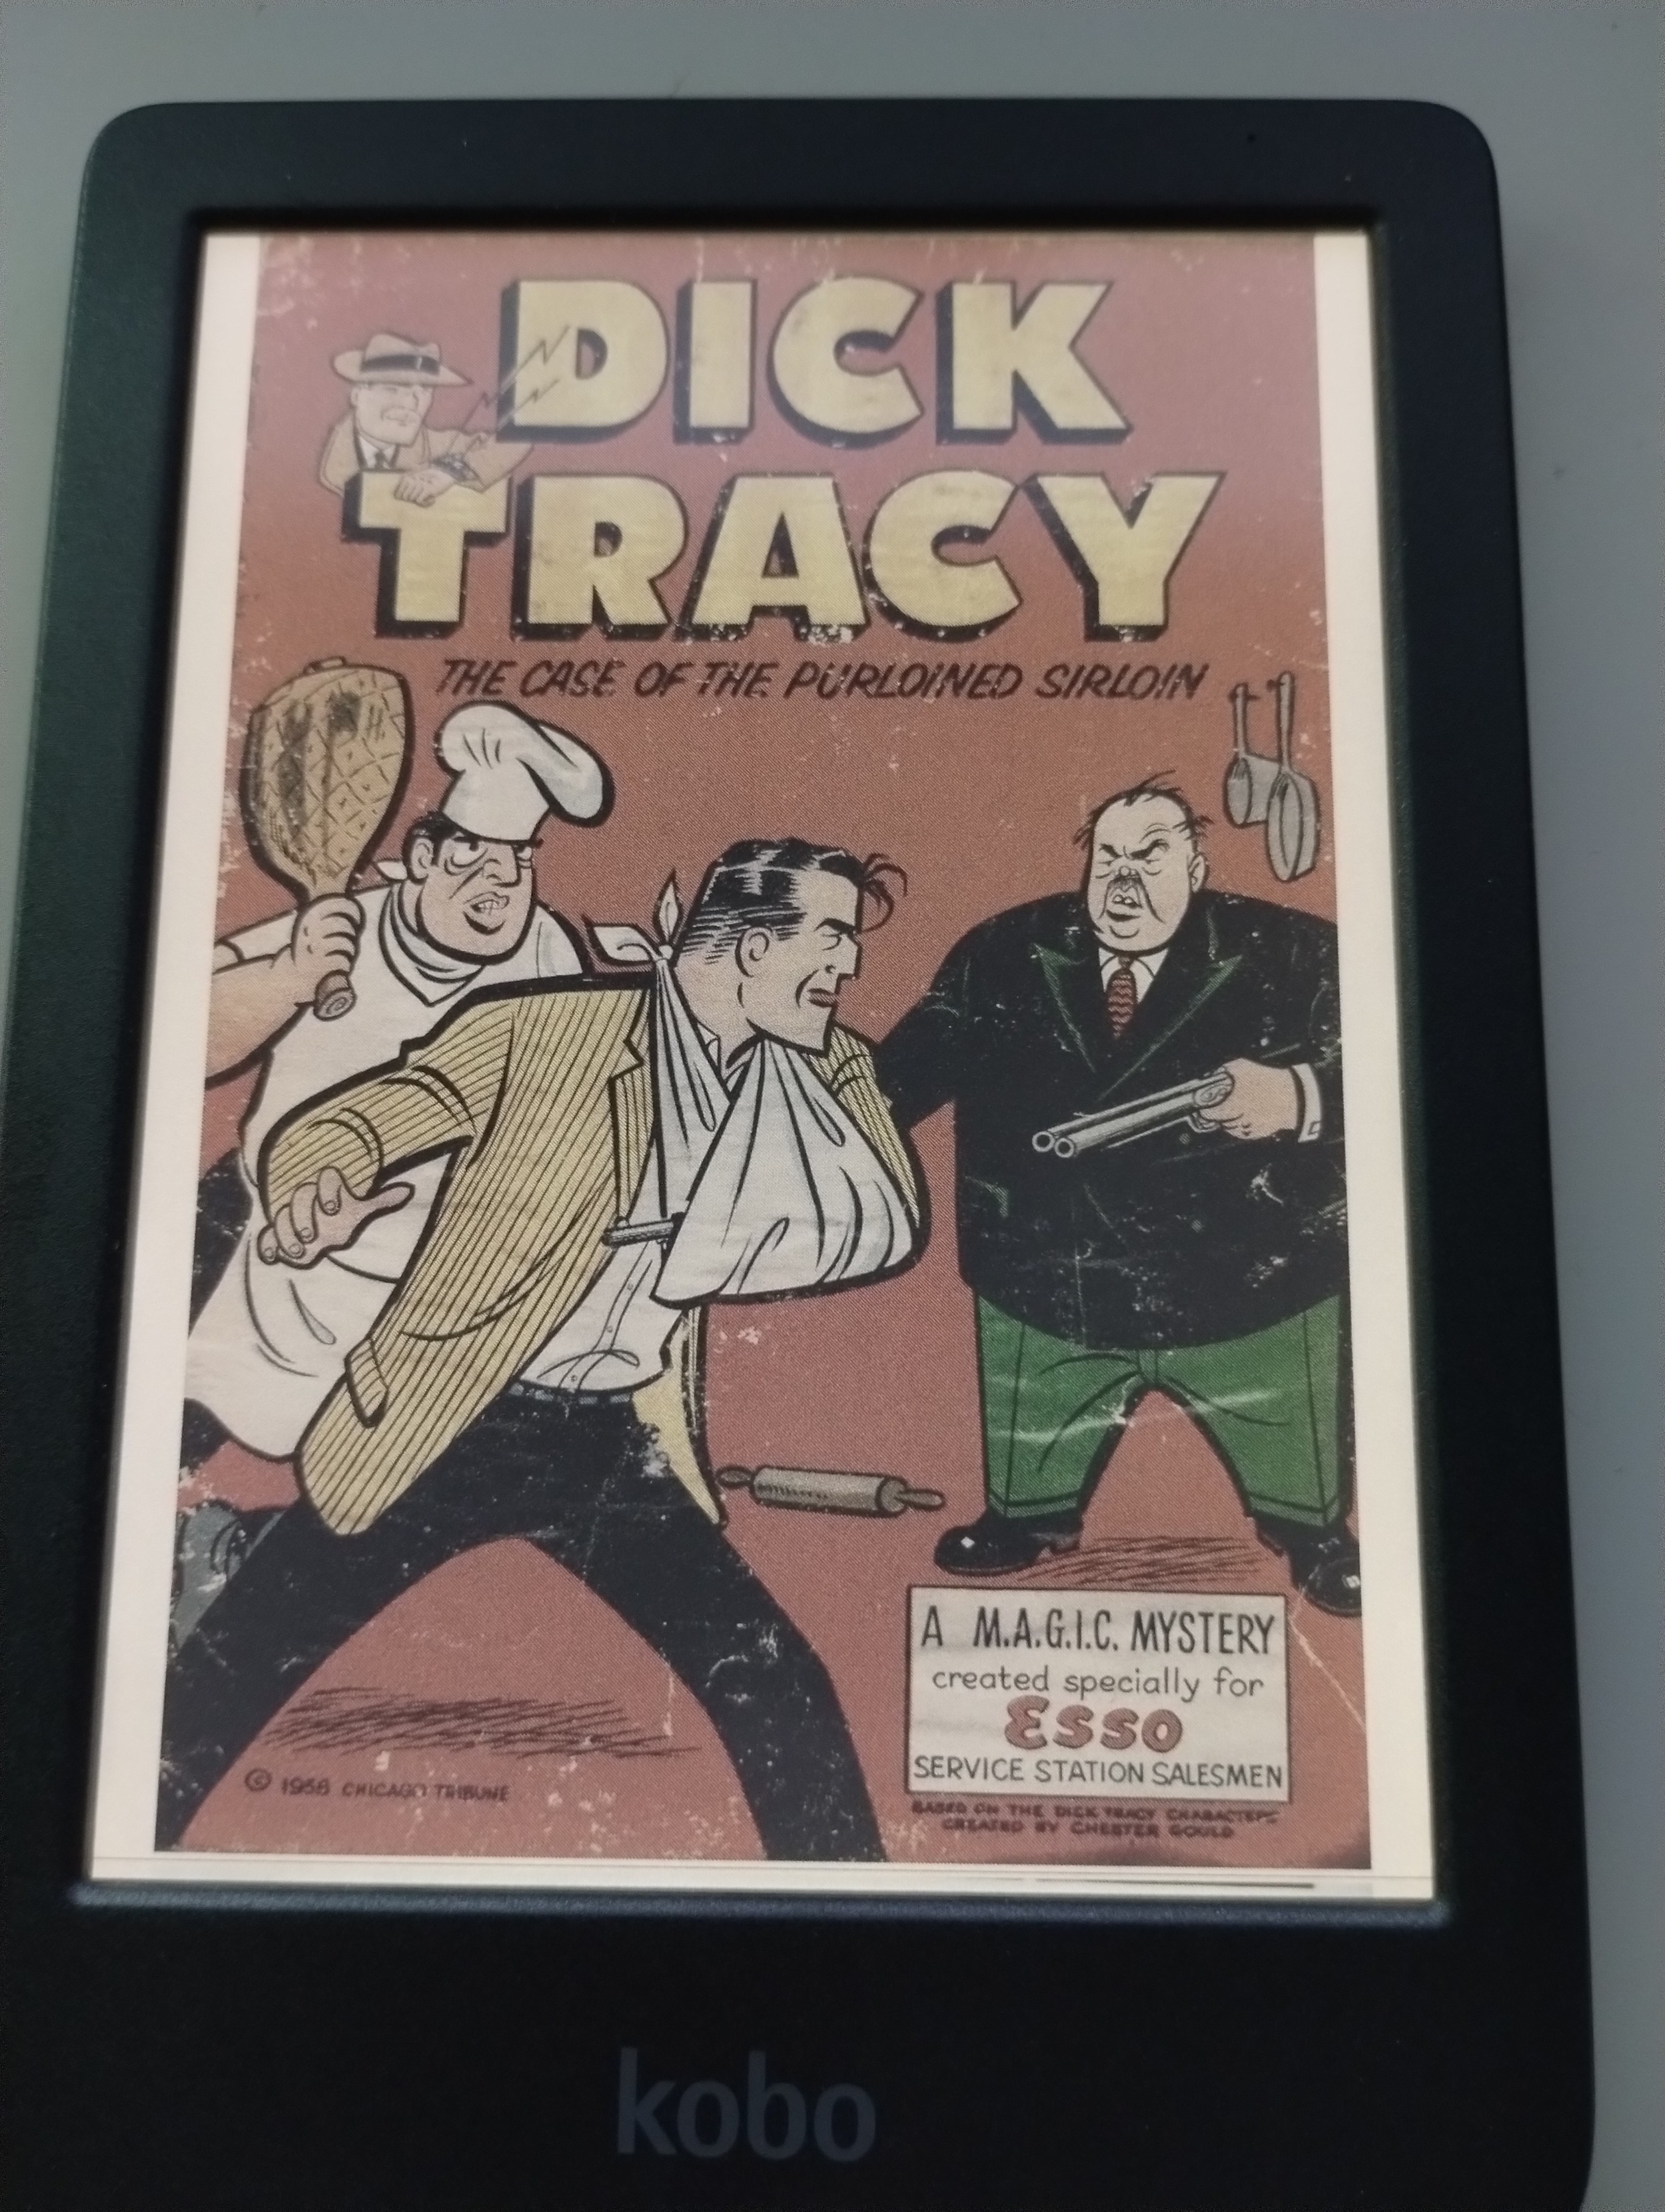 DICK
TRACY
THE CASE OF THE PURLOINED SIRLOIN
A M.A.G.I.C. MYSTERY
created specially for
Esso
SERVICE STATION SALESMEN
© 1958 CHICAGO TRIBUNE
BASED ON THE DICK TRACY CHARACTERS
CREATED BY CHESTER GOULD
kobo